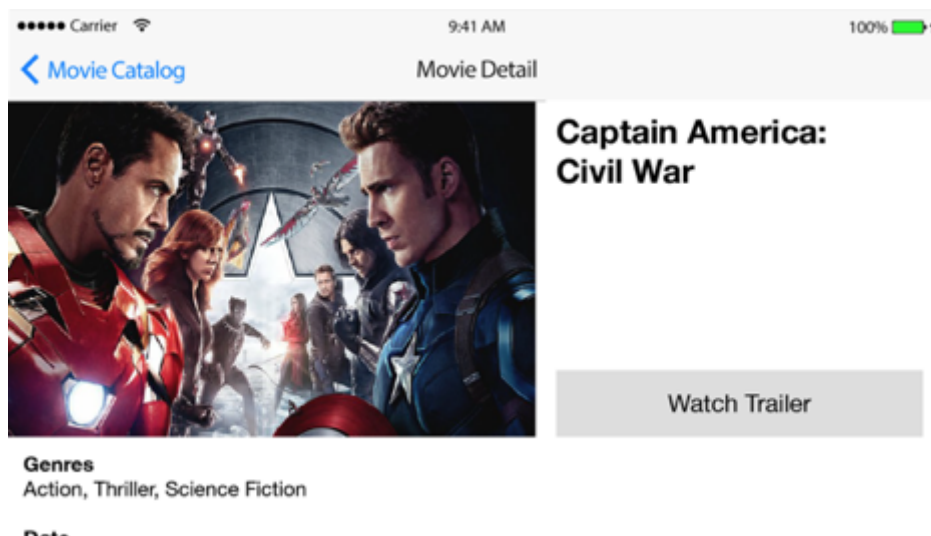 Carrier 9:41 AM 100%
Movie Catalog Movie Detail
Captain America:
Civil War
Watch Trailer
Genres
Action, Thriller, Science Fiction